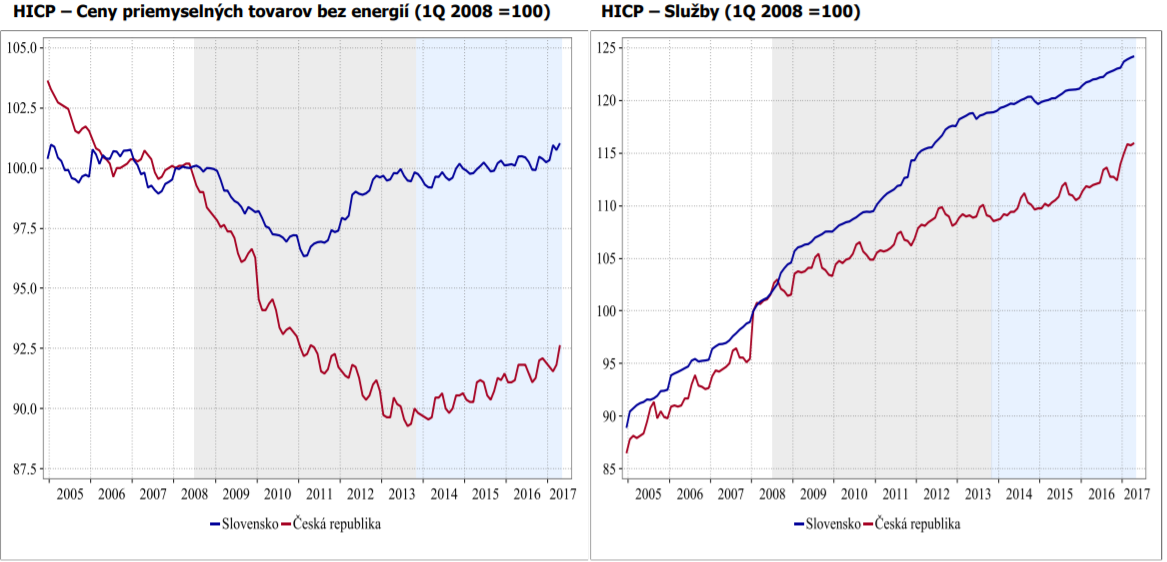 HICP – Ceny priemyselných tovarov bez energií (1Q 2008 =100)
105.0
102.5
100.0
97.5
95.0
92.5
90.0
87.5
2005 2006 2007 2008 2009 2010 2011 2012 2013 2014 2015 2016 2017
Slovensko Česká republika
HICP – Služby (1Q 2008 =100)
125
120
115
110
105
100
95
90
85
2005 2006 2007 2008 2009 2010 2011 2012 2013 2014 2015 2016 2017
Slovensko Česká republika